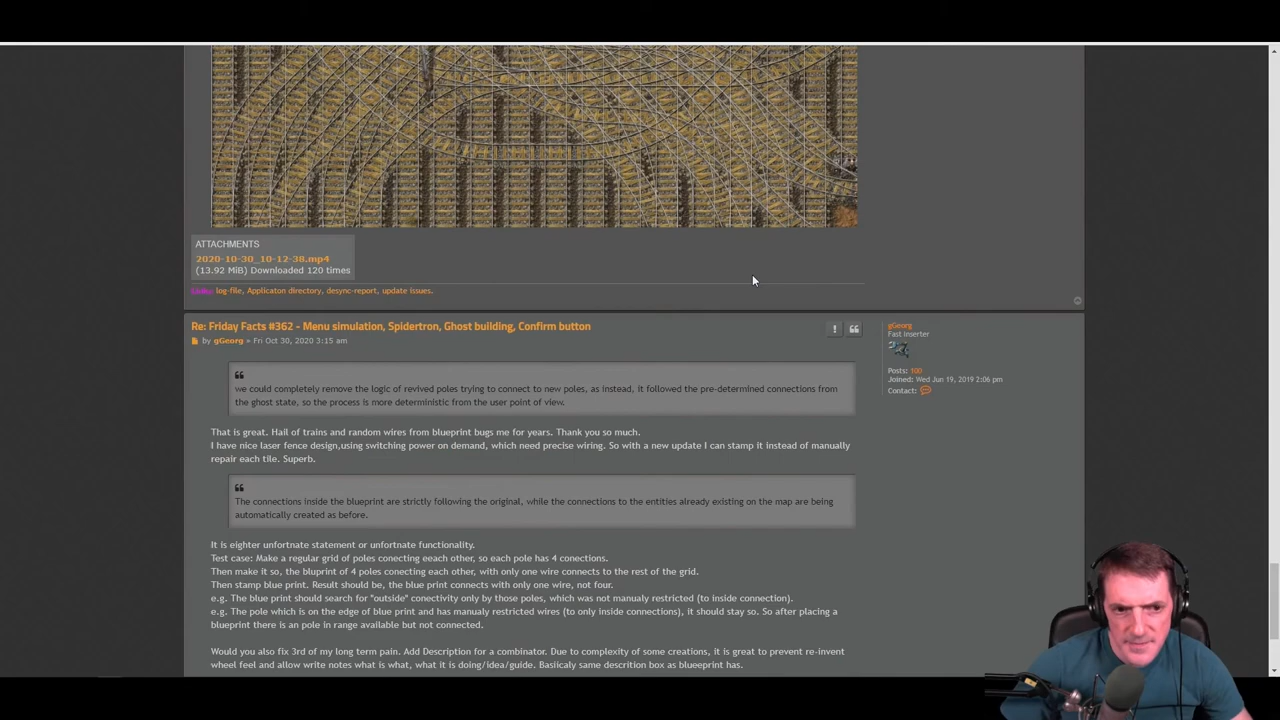 ATTACHMENTS
2020-10-30_10-12-38.mp4
(13.92 MiB) Downloaded 120 times
log-file, Applicaton directory, desync-report, update issues.
Re: Friday Facts #362 - Menu simulation, Spidertron, Ghost building, Confirm button
by gGeorg » Fri Oct 30, 2020 3:15 am
gGeorg
Fast Inserter
Posts: 100
Joined: Wed Jun 19, 2019 2:06 pm
Contact:
we could completely remove the logic of revived poles trying to connect to new poles, as instead, it followed the pre-determined connections from
the ghost state, so the process is more deterministic from the user point of view.
That is great. Hail of trains and random wires from blueprint bugs me for years. Thank you so much.
I have nice laser fence design,using switching power on demand, which need precise wiring. So with a new update I can stamp it instead of manually
repair each tile. Superb.
The connections inside the blueprint are strictly following the original, while the connections to the entities already existing on the map are being
automatically created as before.
It is eighter unfortnate statement or unfortnate functionality.
Test case: Make a regular grid of poles conecting eeach other, so each pole has 4 conections.
Then make it so, the bluprint of 4 poles conecting each other, with only one wire connects to the rest of the grid.
Then stamp blue print. Result should be, the blue print connects with only one wire, not four.
e.g. The blue print should search for "outside" conectivity only by those poles, which was not manualy restricted (to inside connection).
e.g. The pole which is on the edge of blue print and has manualy restricted wires (to only inside connections), it should stay so. So after placing a
blueprint there is an pole in range available but not connected.
Would you also fix 3rd of my long term pain. Add Description for a combinator. Due to complexity of some creations, it is great to prevent re-invent
wheel feel and allow write notes what is what, what it is doing/idea/guide. Basiicaly same descrition box as blueeprint has.